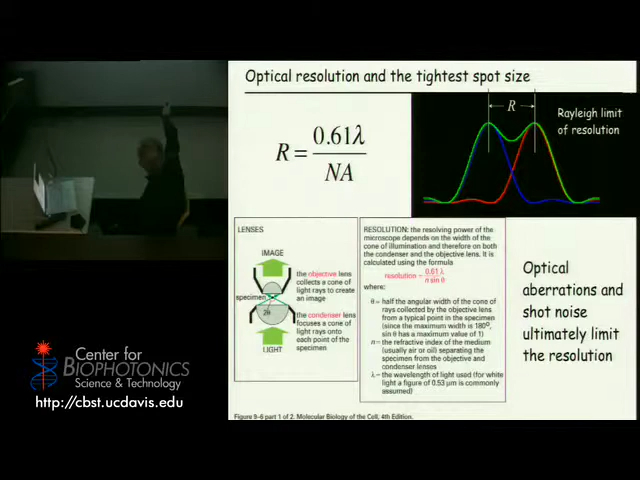 Optical resolution and the tightest spot size
R = 0.61λ / NA
R
Rayleigh limit
of resolution
LENSES
IMAGE
the objective lens
collects a cone of
light rays to create
an image
specimen
2θ
the condenser lens
focuses a cone of
light rays onto
each point of the
specimen
LIGHT
RESOLUTION: the resolving power of the
microscope depends on the width of the
cone of illumination and therefore on both
the condenser and the objective lens. It
is calculated using the formula
resolution = 0.61 λ / n sin θ
where:
θ = half the angular width of the cone of
rays collected by the objective lens
from a typical point in the specimen
(since the maximum width is 180º,
sin θ has a maximum value of 1)
n = the refractive index of the medium
(usually air or oil) separating the
specimen from the objective and
condenser lenses
λ = the wavelength of light used (for white
light a figure of 0.53 μm is commonly
assumed)
Optical
aberrations and
shot noise
ultimately limit
the resolution
Figure 9–6 part 1 of 2. Molecular Biology of the Cell, 4th Edition.
Center for
BIOPHOTONICS
Science & Technology
http://cbst.ucdavis.edu